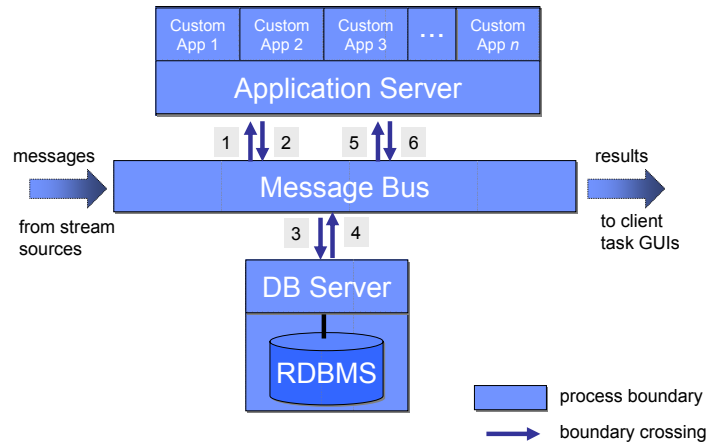 Custom
App 1
Custom
App 2
Custom
App 3
...
Custom
App n
Application Server
1
2
5
6
messages
results
Message Bus
from stream
sources
to client
task GUIs
3
4
DB Server
RDBMS
process boundary
boundary crossing